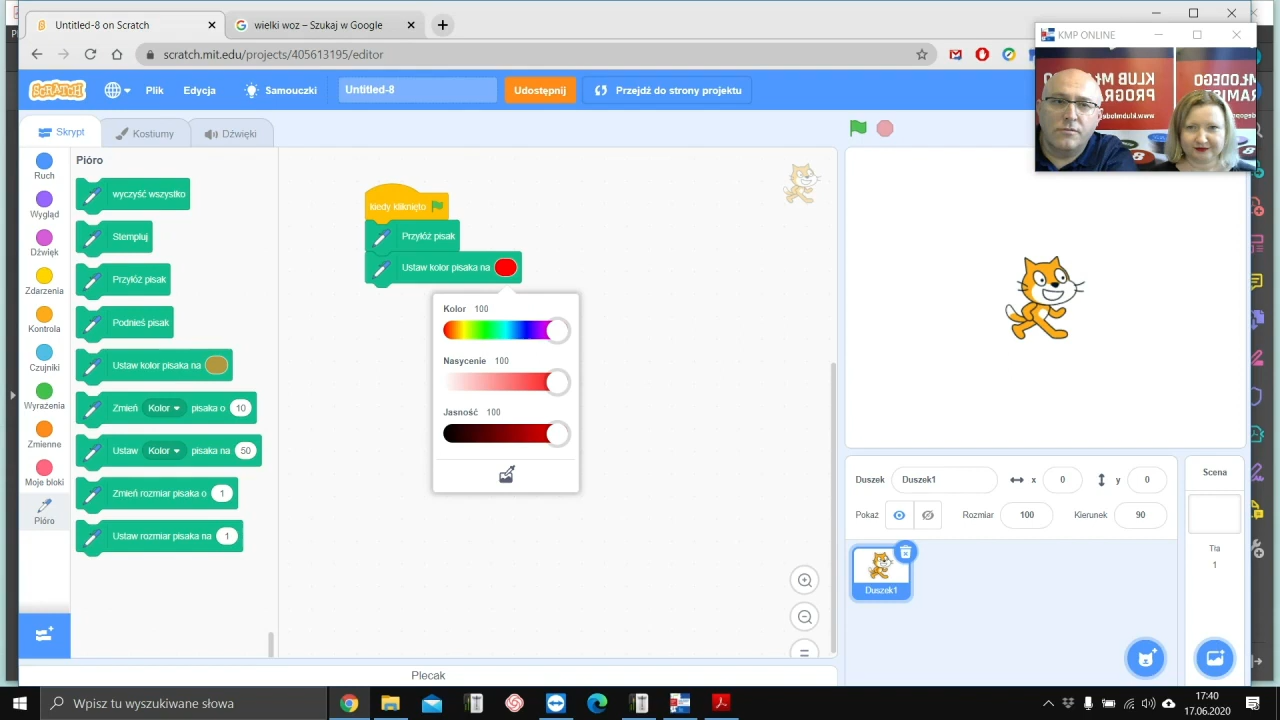 Untitled-8 on Scratch
wielki woz – Szukaj w Google
scratch.mit.edu/projects/405613195/editor
KMP ONLINE
SCRATCH
Plik
Edycja
Samouczki
Untitled-8
Udostępnij
Przejdź do strony projektu
Skrypt
Kostiumy
Dźwięki
Ruch
Wygląd
Dźwięk
Zdarzenia
Kontrola
Czujniki
Wyrażenia
Zmienne
Moje bloki
Pióro
Pióro
wyczyść wszystko
Stempluj
Przyłóż pisak
Podnieś pisak
Ustaw kolor pisaka na
Zmień Kolor pisaka o 10
Ustaw Kolor pisaka na 50
Zmień rozmiar pisaka o 1
Ustaw rozmiar pisaka na 1
kiedy kliknięto
Przyłóż pisak
Ustaw kolor pisaka na
Kolor 100
Nasycenie 100
Jasność 100
Duszek Duszek1 x 0 y 0
Pokaż Rozmiar 100 Kierunek 90
Duszek1
Scena
Tła
1
Plecak
Wpisz tu wyszukiwane słowa
17:40
17.06.2020